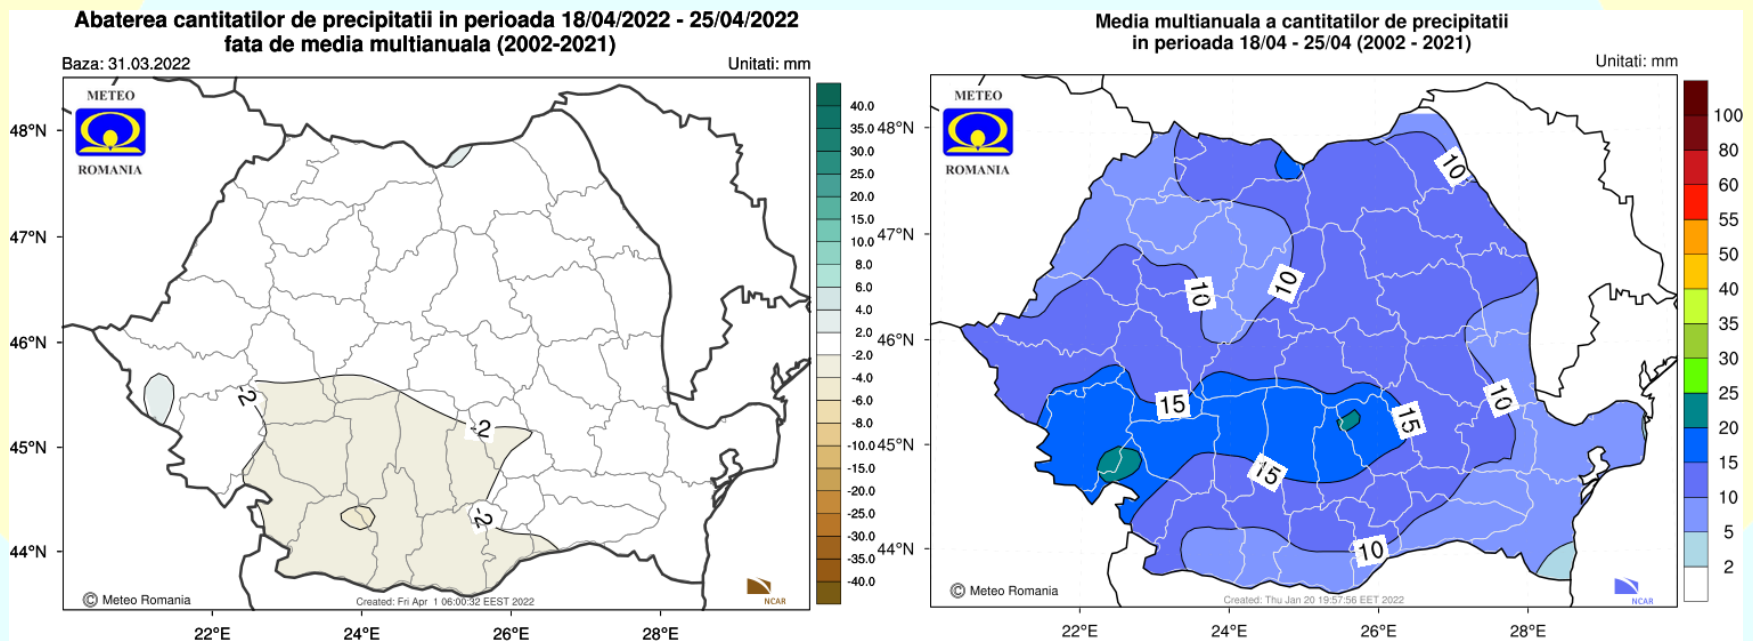 Abaterea cantitatilor de precipitatii in perioada 18/04/2022 - 25/04/2022
fata de media multianuala (2002-2021)
Baza: 31.03.2022
Unitati: mm
METEO
ROMANIA
48°N
47°N
46°N
45°N
44°N
22°E
24°E
26°E
28°E
-2
-2
-2
40.0
35.0
30.0
25.0
20.0
15.0
10.0
8.0
6.0
4.0
2.0
-2.0
-4.0
-6.0
-8.0
-10.0
-15.0
-20.0
-25.0
-30.0
-35.0
-40.0
© Meteo Romania
Created: Fri Apr 1 06:00:32 EEST 2022
NCAR
Media multianuala a cantitatilor de precipitatii
in perioada 18/04 - 25/04 (2002 - 2021)
Unitati: mm
METEO
ROMANIA
48°N
47°N
46°N
45°N
44°N
22°E
24°E
26°E
28°E
10
10
10
15
15
10
15
10
100
80
60
55
50
40
35
30
25
20
15
10
5
2
© Meteo Romania
Created: Thu Jan 20 19:57:56 EET 2022
NCAR